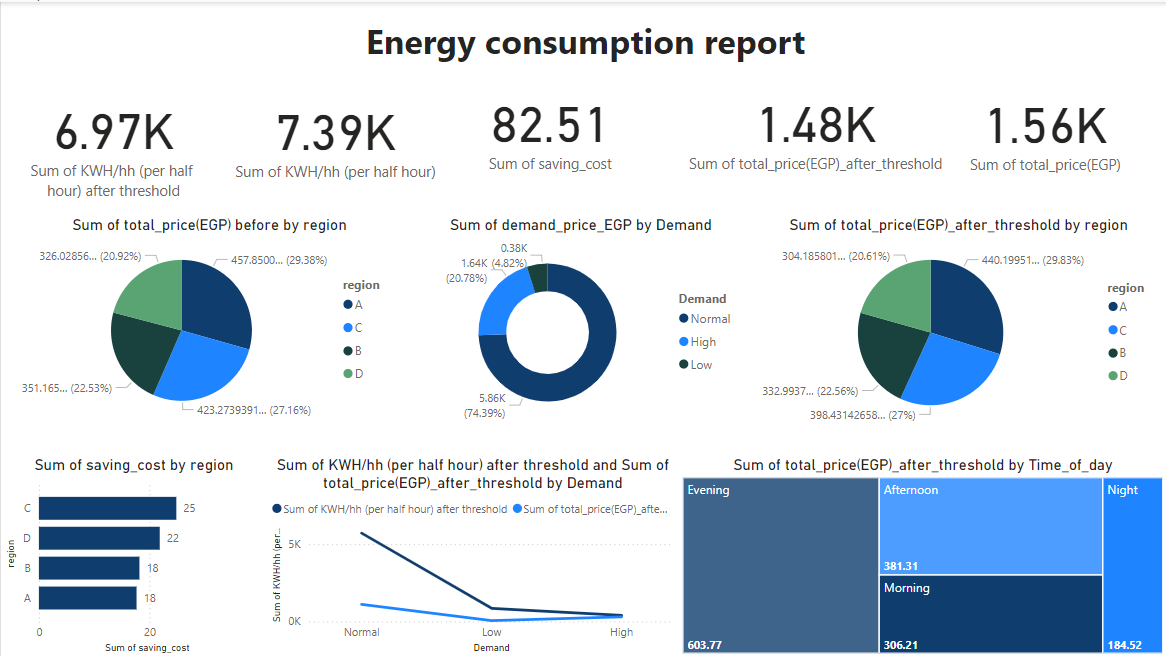 Energy consumption report
6.97K
Sum of KWH/hh (per half
hour) after threshold
7.39K
Sum of KWH/hh (per half hour)
82.51
Sum of saving_cost
1.48K
Sum of total_price(EGP)_after_threshold
1.56K
Sum of total_price(EGP)
Sum of total_price(EGP) before by region
326.02856... (20.92%)
457.8500... (29.38%)
351.165... (22.53%)
423.2739391... (27.16%)
region
A
C
B
D
Sum of demand_price_EGP by Demand
0.38K
(4.82%)
1.64K
(20.78%)
5.86K
(74.39%)
Demand
Normal
High
Low
Sum of total_price(EGP)_after_threshold by region
304.185801... (20.61%)
440.19951... (29.83%)
332.9937... (22.56%)
398.43142658... (27%)
region
A
C
B
D
Sum of saving_cost by region
region
C 25
D 22
B 18
A 18
0 20
Sum of saving_cost
Sum of KWH/hh (per half hour) after threshold and Sum of
total_price(EGP)_after_threshold by Demand
Sum of KWH/hh (per half hour) after threshold Sum of total_price(EGP)_afte...
Sum of KWH/hh (per...
5K
0K
Normal Low High
Demand
Sum of total_price(EGP)_after_threshold by Time_of_day
Evening
603.77
Afternoon
381.31
Morning
306.21
Night
184.52